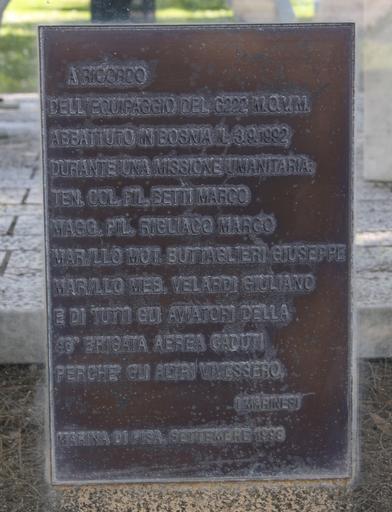 A RICORDO
DELL'EQUIPAGGIO DEL G222 M.O.V.M.
ABBATTUTO IN BOSNIA IL 3.9.1992
DURANTE UNA MISSIONE UMANITARIA:
TEN. COL. PIL. BETTI MARCO
MAGG. PIL. RIGLIACO MARCO
MAR/LLO MOT. BUTTAGLIERI GIUSEPPE
MAR/LLO MEB. VELARDI GIULIANO
E DI TUTTI GLI AVIATORI DELLA
46° BRIGATA AEREA CADUTI
PERCHE' GLI ALTRI VIVESSERO.
I MARINESI
MARINA DI PISA, SETTEMBRE 1993